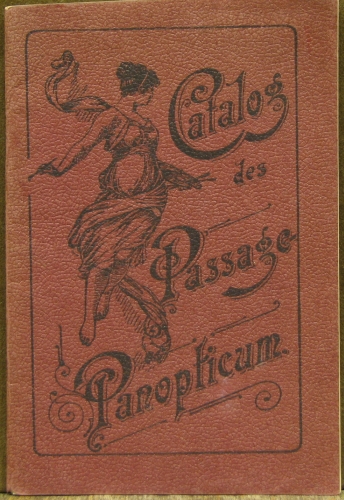 Catalog
des
Passage
Panopticum.